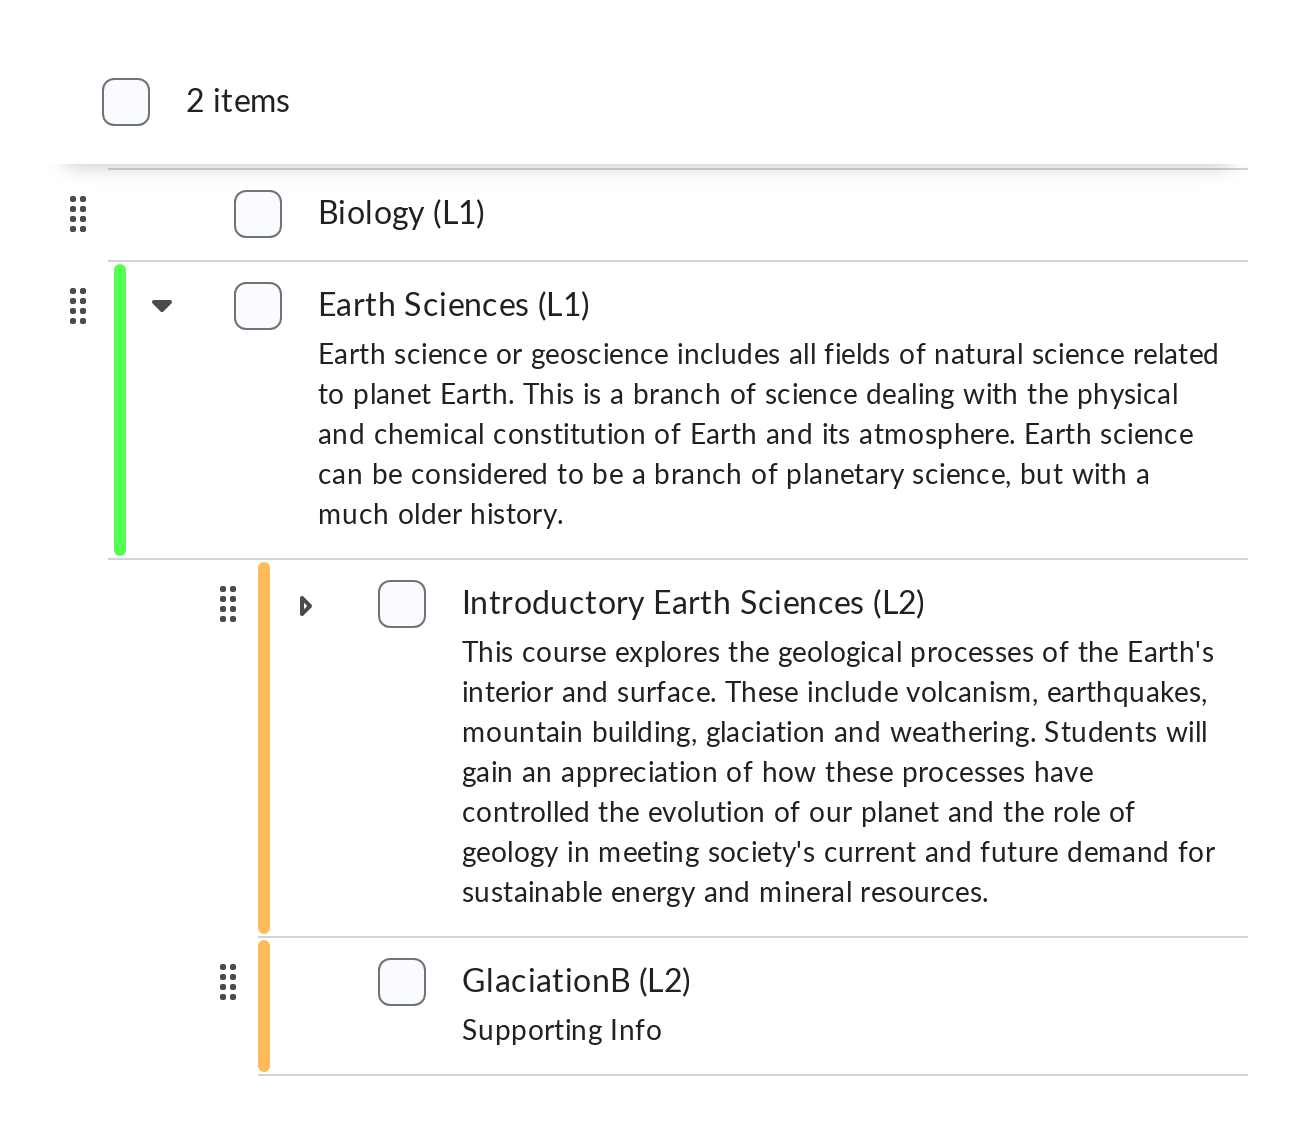 2 items
Biology (L1)
Earth Sciences (L1)
Earth science or geoscience includes all fields of natural science related
to planet Earth. This is a branch of science dealing with the physical
and chemical constitution of Earth and its atmosphere. Earth science
can be considered to be a branch of planetary science, but with a
much older history.
Introductory Earth Sciences (L2)
This course explores the geological processes of the Earth's
interior and surface. These include volcanism, earthquakes,
mountain building, glaciation and weathering. Students will
gain an appreciation of how these processes have
controlled the evolution of our planet and the role of
geology in meeting society's current and future demand for
sustainable energy and mineral resources.
GlaciationB (L2)
Supporting Info